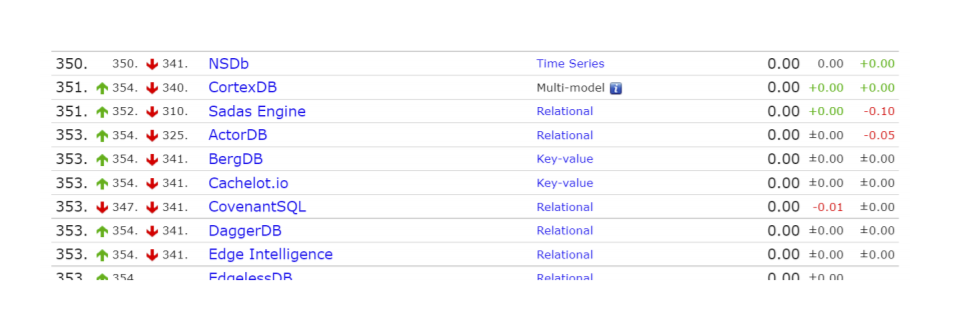 350. 350. 341. NSDb Time Series 0.00 0.00 +0.00
351. 354. 340. CortexDB Multi-model i 0.00 +0.00 +0.00
351. 352. 310. Sadas Engine Relational 0.00 +0.00 -0.10
353. 354. 325. ActorDB Relational 0.00 ±0.00 -0.05
353. 354. 341. BergDB Key-value 0.00 ±0.00 ±0.00
353. 354. 341. Cachelot.io Key-value 0.00 ±0.00 ±0.00
353. 347. 341. CovenantSQL Relational 0.00 -0.01 ±0.00
353. 354. 341. DaggerDB Relational 0.00 ±0.00 ±0.00
353. 354. 341. Edge Intelligence Relational 0.00 ±0.00 ±0.00
353. 354. EdgelessDB Relational 0.00 ±0.00